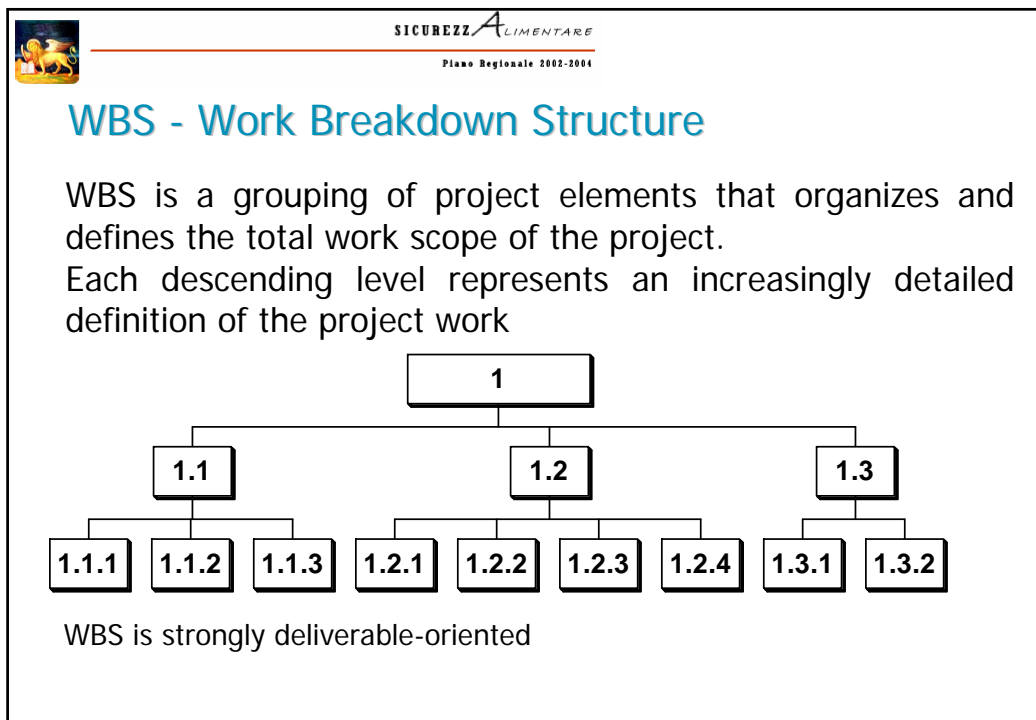 SICUREZZALIMENTARE
Piano Regionale 2002-2004
WBS - Work Breakdown Structure
WBS is a grouping of project elements that organizes and
defines the total work scope of the project.
Each descending level represents an increasingly detailed
definition of the project work
1
1.1 1.2 1.3
1.1.1 1.1.2 1.1.3 1.2.1 1.2.2 1.2.3 1.2.4 1.3.1 1.3.2
WBS is strongly deliverable-oriented